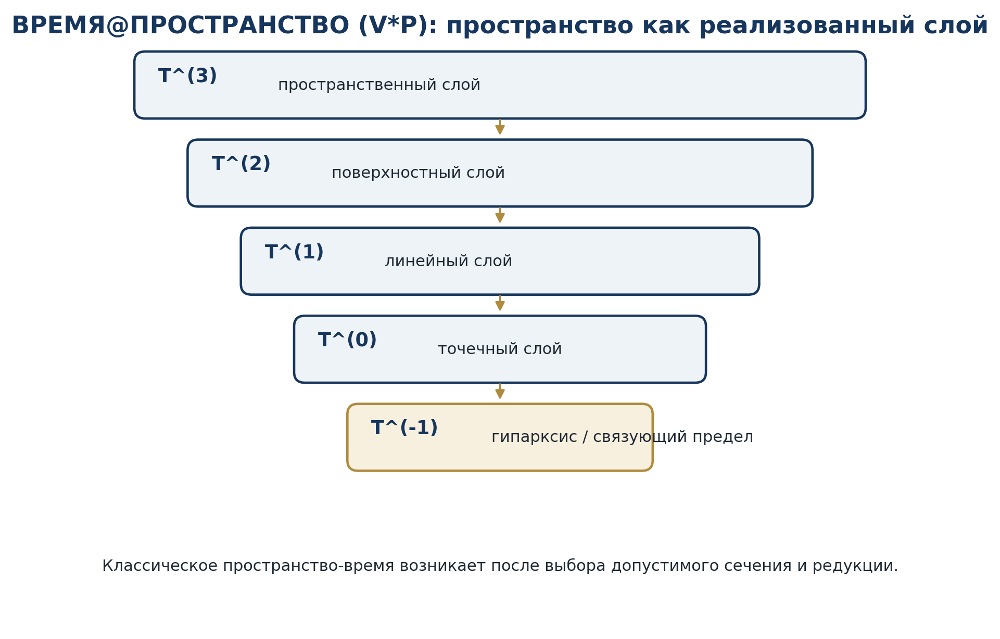 ВРЕМЯ@ПРОСТРАНСТВО (V*P): пространство как реализованный слой
T^(3)
пространственный слой
T^(2)
поверхностный слой
T^(1)
линейный слой
T^(0)
точечный слой
T^(-1)
гипарксис / связующий предел
Классическое пространство-время возникает после выбора допустимого сечения и редукции.